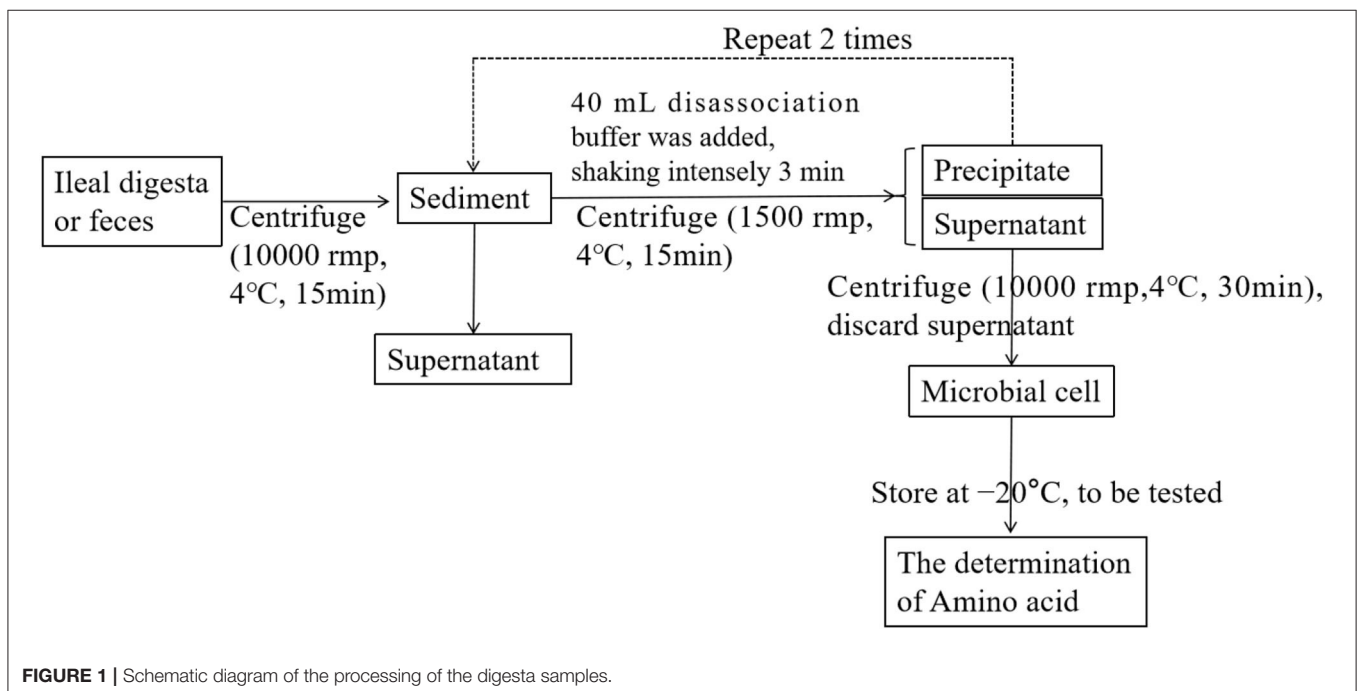 Repeat 2 times
40 mL disassociation
buffer was added,
shaking intensely 3 min
Ileal digesta
or feces
Centrifuge
(10000 rmp,
4℃, 15min)
Sediment
Centrifuge (1500 rmp,
4℃, 15min)
Precipitate
Supernatant
Supernatant
Centrifuge (10000 rmp,4℃, 30min),
discard supernatant
Microbial cell
Store at −20°C, to be tested
The determination
of Amino acid
FIGURE 1 | Schematic diagram of the processing of the digesta samples.